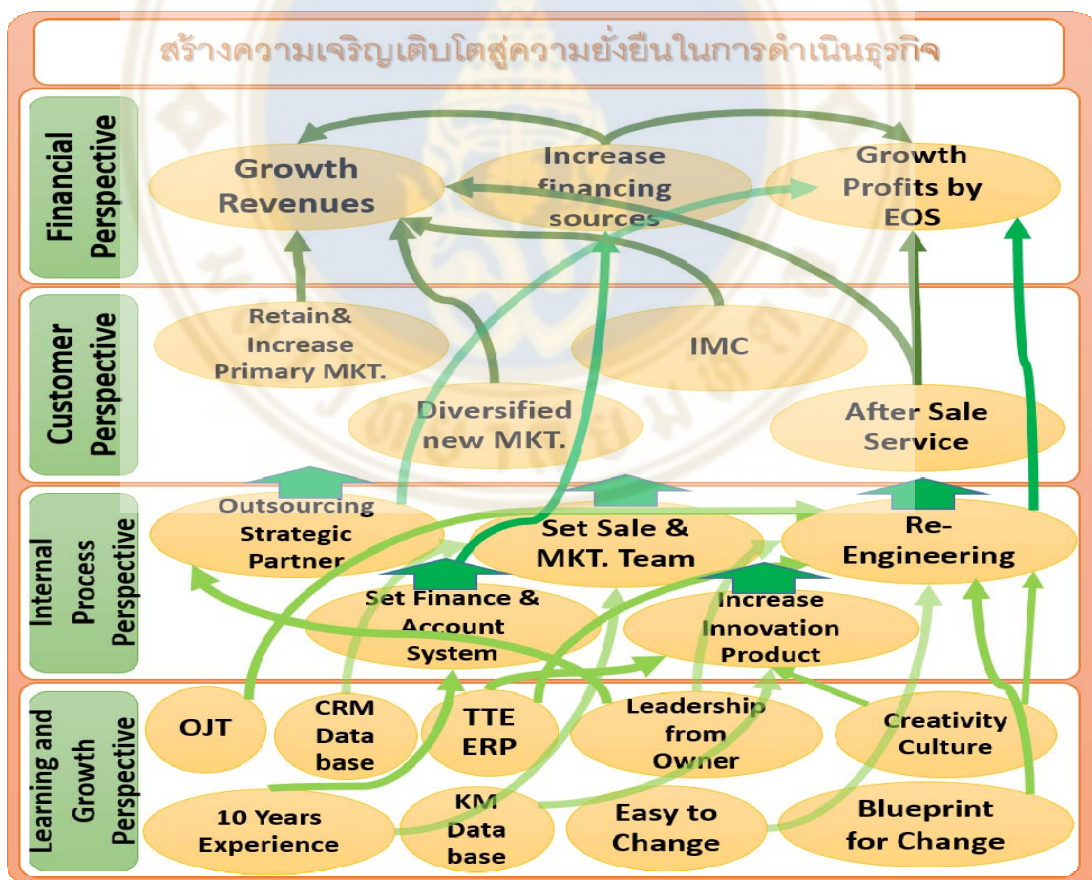 สร้างความเจริญเติบโตสู่ความยั่งยืนในการดำเนินธุรกิจ
Financial
Perspective
Growth
Revenues
Increase
financing
sources
Growth
Profits by
EOS
Customer
Perspective
Retain&
Increase
Primary MKT.
Diversified
new MKT.
IMC
After Sale
Service
Internal
Process
Perspective
Outsourcing
Strategic
Partner
Set Sale &
MKT. Team
Re-
Engineering
Set Finance &
Account
System
Increase
Innovation
Product
Learning and
Growth
Perspective
OJT
CRM
Data
base
TTE
ERP
Leadership
from
Owner
Creativity
Culture
10 Years
Experience
KM
Data
base
Easy to
Change
Blueprint
for Change